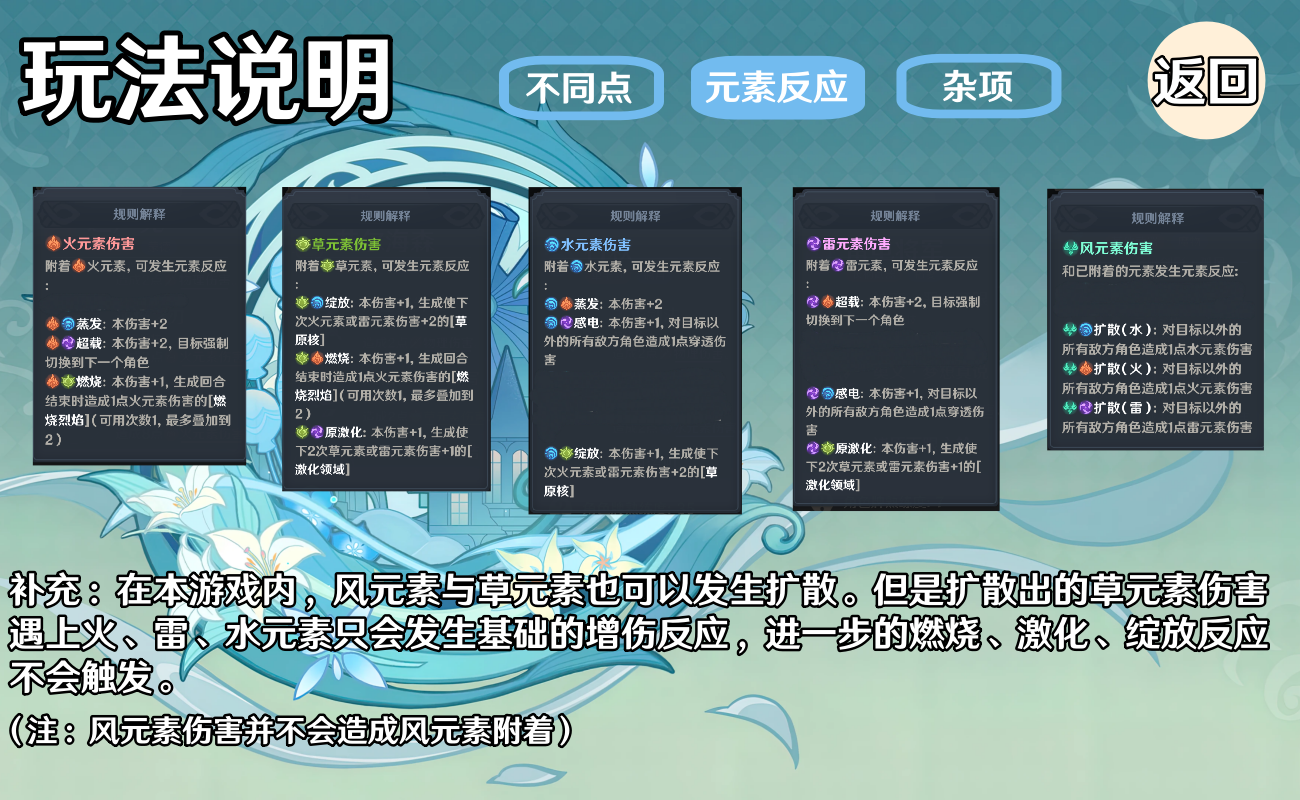 玩法说明
不同点
元素反应
杂项
返回
规则解释
火元素伤害
附着火元素, 可发生元素反应
:
蒸发: 本伤害+2
超载: 本伤害+2, 目标强制
切换到下一个角色
燃烧: 本伤害+1, 生成回合
结束时造成1点火元素伤害的[燃
烧烈焰](可用次数1, 最多叠加到
2)
规则解释
草元素伤害
附着草元素, 可发生元素反应
:
绽放: 本伤害+1, 生成使下
次火元素或雷元素伤害+2的[草
原核]
燃烧: 本伤害+1, 生成回合
结束时造成1点火元素伤害的[燃
烧烈焰](可用次数1, 最多叠加到
2)
原激化: 本伤害+1, 生成使
下2次草元素或雷元素伤害+1的[
激化领域]
规则解释
水元素伤害
附着水元素, 可发生元素反应
:
蒸发: 本伤害+2
感电: 本伤害+1, 对目标以
外的所有敌方角色造成1点穿透伤
害
绽放: 本伤害+1, 生成使下
次火元素或雷元素伤害+2的[草
原核]
规则解释
雷元素伤害
附着雷元素, 可发生元素反应
:
超载: 本伤害+2, 目标强制
切换到下一个角色
感电: 本伤害+1, 对目标以
外的所有敌方角色造成1点穿透伤
害
原激化: 本伤害+1, 生成使
下2次草元素或雷元素伤害+1的[
激化领域]
规则解释
风元素伤害
和已附着的元素发生元素反应:
扩散(水): 对目标以外的
所有敌方角色造成1点水元素伤害
扩散(火): 对目标以外的
所有敌方角色造成1点火元素伤害
扩散(雷): 对目标以外的
所有敌方角色造成1点雷元素伤害
补充：在本游戏内，风元素与草元素也可以发生扩散。但是扩散出的草元素伤害
遇上火、雷、水元素只会发生基础的增伤反应，进一步的燃烧、激化、绽放反应
不会触发。
（注：风元素伤害并不会造成风元素附着）